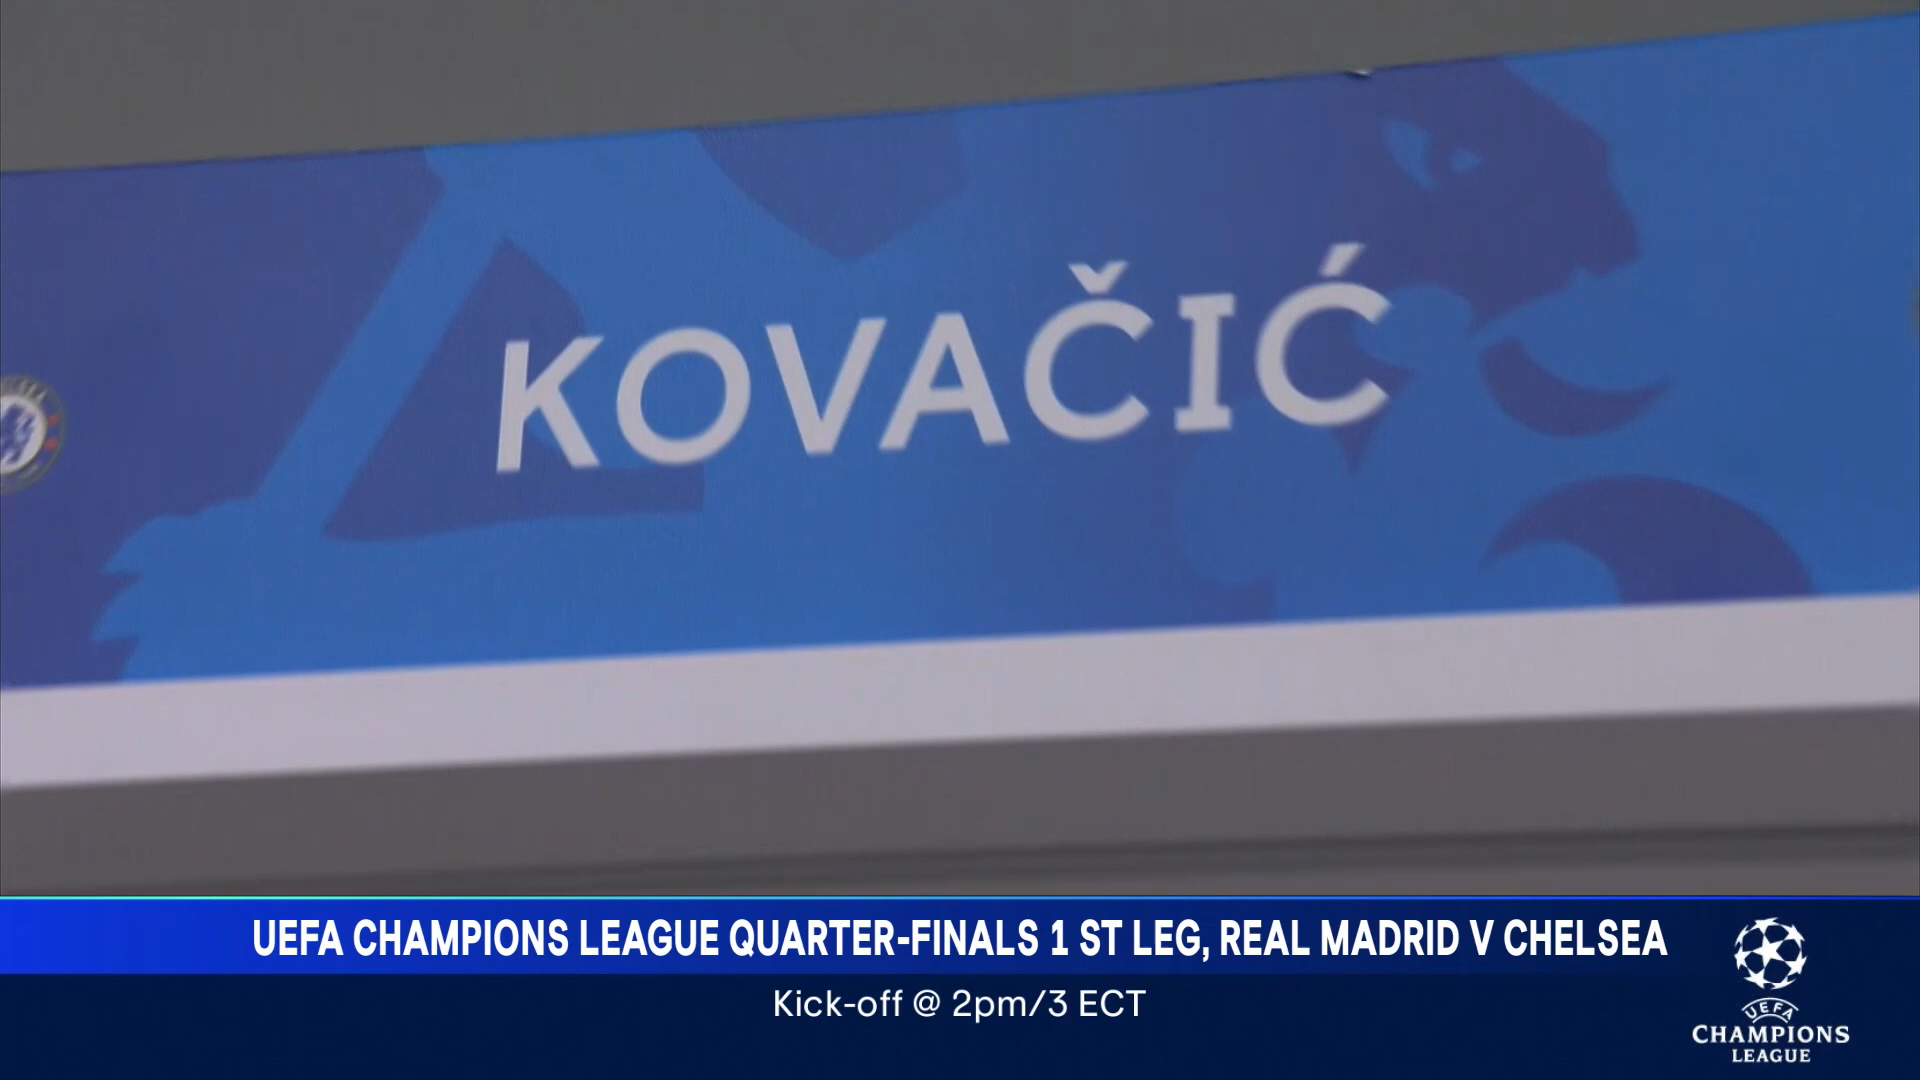 KOVAČIĆ
UEFA CHAMPIONS LEAGUE QUARTER-FINALS 1 ST LEG, REAL MADRID V CHELSEA
Kick-off @ 2pm/3 ECT
UEFA
CHAMPIONS
LEAGUE